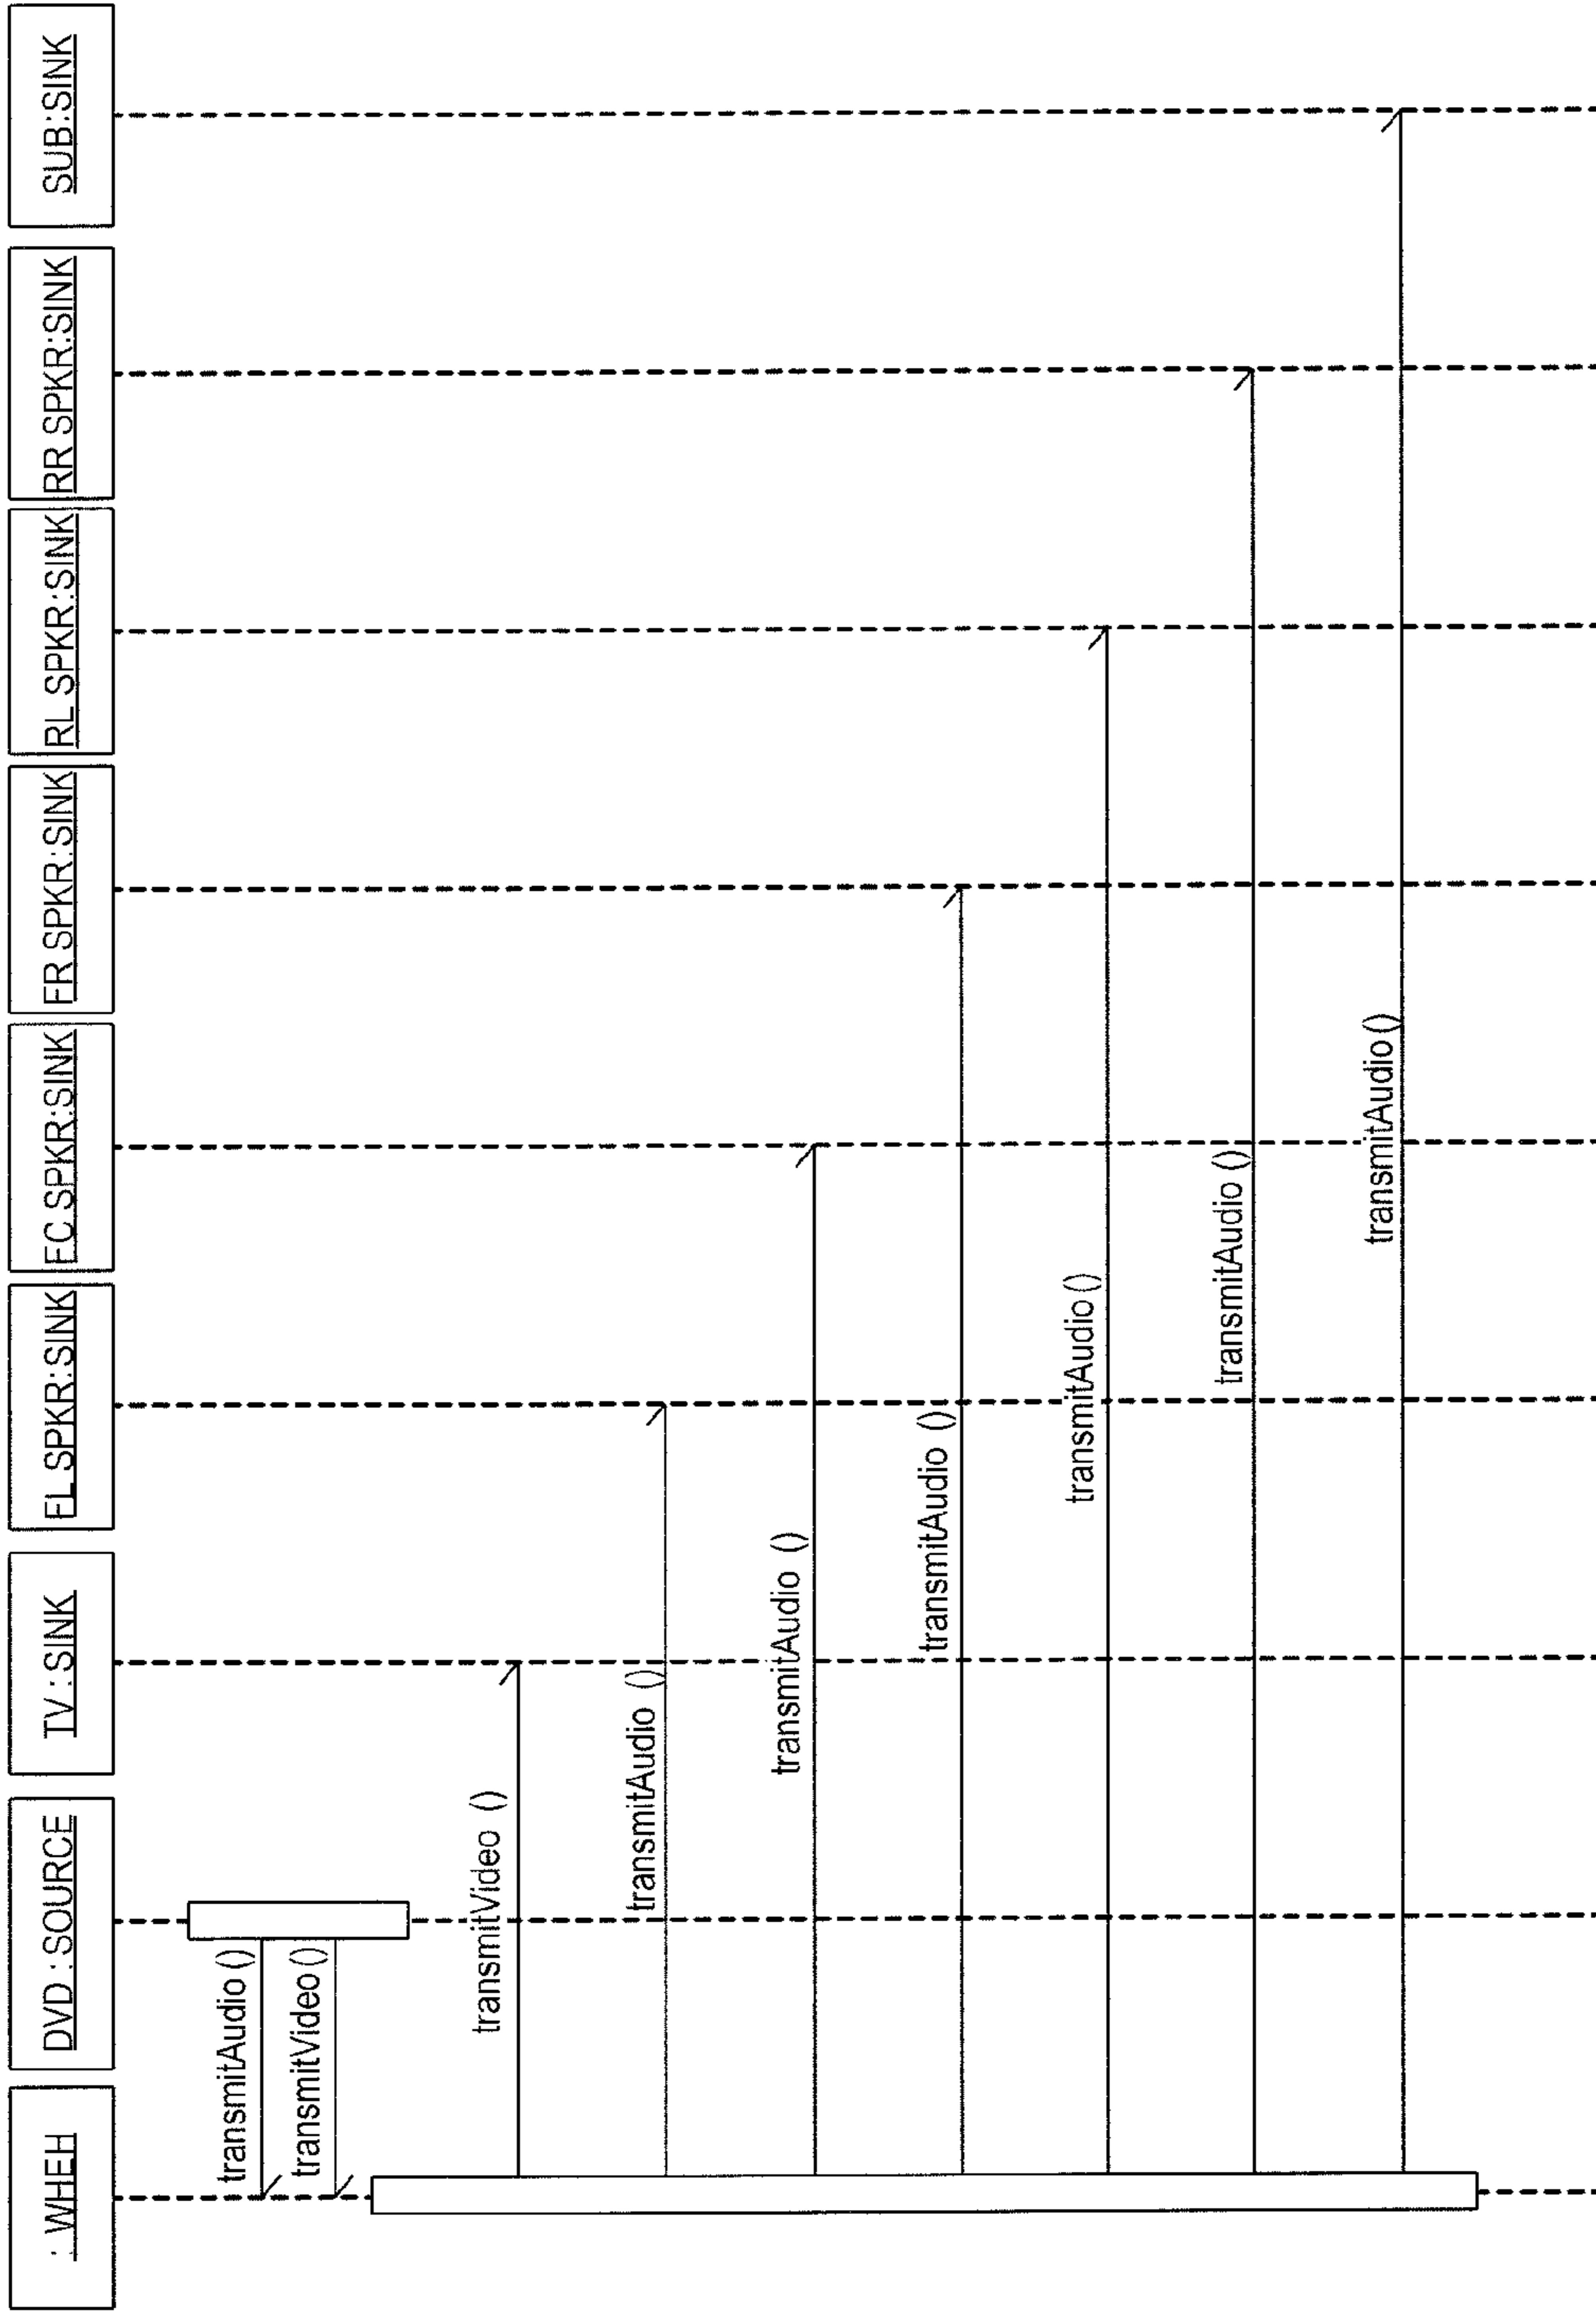 : WHEH
DVD :SOURCE
TV :SINK
FL SPKR:SINK
FC SPKR:SINK
FR SPKR:SINK
RL SPKR:SINK
RR SPKR:SINK
SUB:SINK
transmitAudio ()
transmitVideo ()
transmitVideo ()
transmitAudio ()
transmitAudio ()
transmitAudio ()
transmitAudio ()
transmitAudio ()
transmitAudio ()